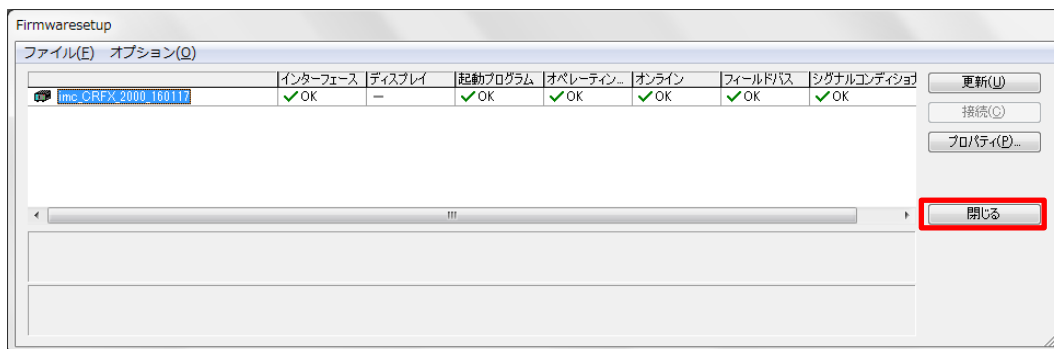 Firmwaresetup
ファイル(F) オプション(O)
インターフェース ディスプレイ 起動プログラム オペレーティン... オンライン フィールドバス シグナルコンディショナ
imc_CRFX_2000_160117 OK – OK OK OK OK OK
更新(U)
接続(C)
プロパティ(P)...
閉じる